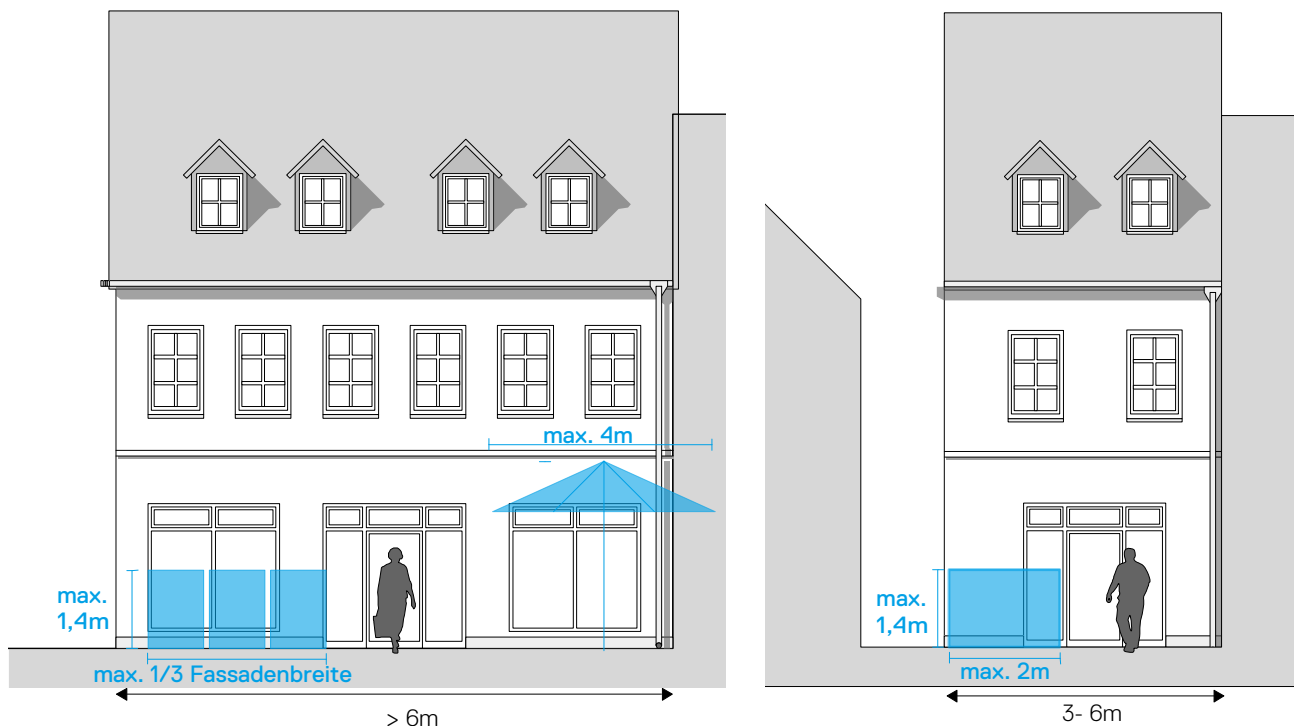 max. 4m
max.
1,4m
max. 1/3 Fassadenbreite
> 6m
max.
1,4m
max. 2m
3- 6m